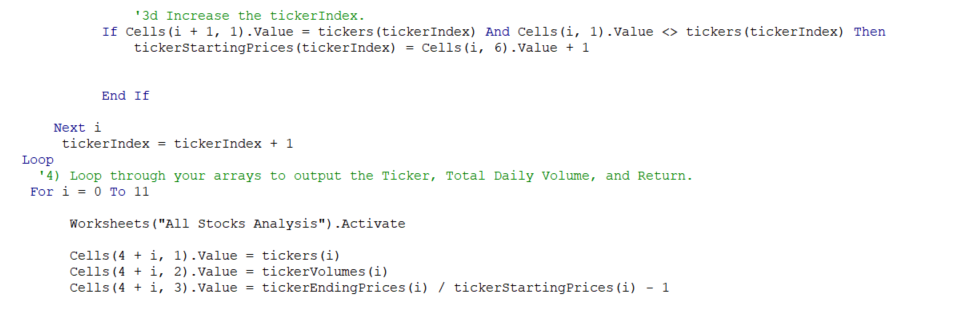 '3d Increase the tickerIndex.
If Cells(i + 1, 1).Value = tickers(tickerIndex) And Cells(i, 1).Value <> tickers(tickerIndex) Then
tickerStartingPrices(tickerIndex) = Cells(i, 6).Value + 1
End If
Next i
tickerIndex = tickerIndex + 1
Loop
'4) Loop through your arrays to output the Ticker, Total Daily Volume, and Return.
For i = 0 To 11
Worksheets("All Stocks Analysis").Activate
Cells(4 + i, 1).Value = tickers(i)
Cells(4 + i, 2).Value = tickerVolumes(i)
Cells(4 + i, 3).Value = tickerEndingPrices(i) / tickerStartingPrices(i) - 1